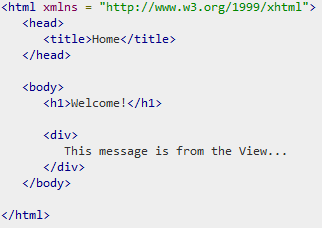 <html xmlns = "http://www.w3.org/1999/xhtml">
<head>
<title>Home</title>
</head>
<body>
<h1>Welcome!</h1>
<div>
This message is from the View...
</div>
</body>
</html>